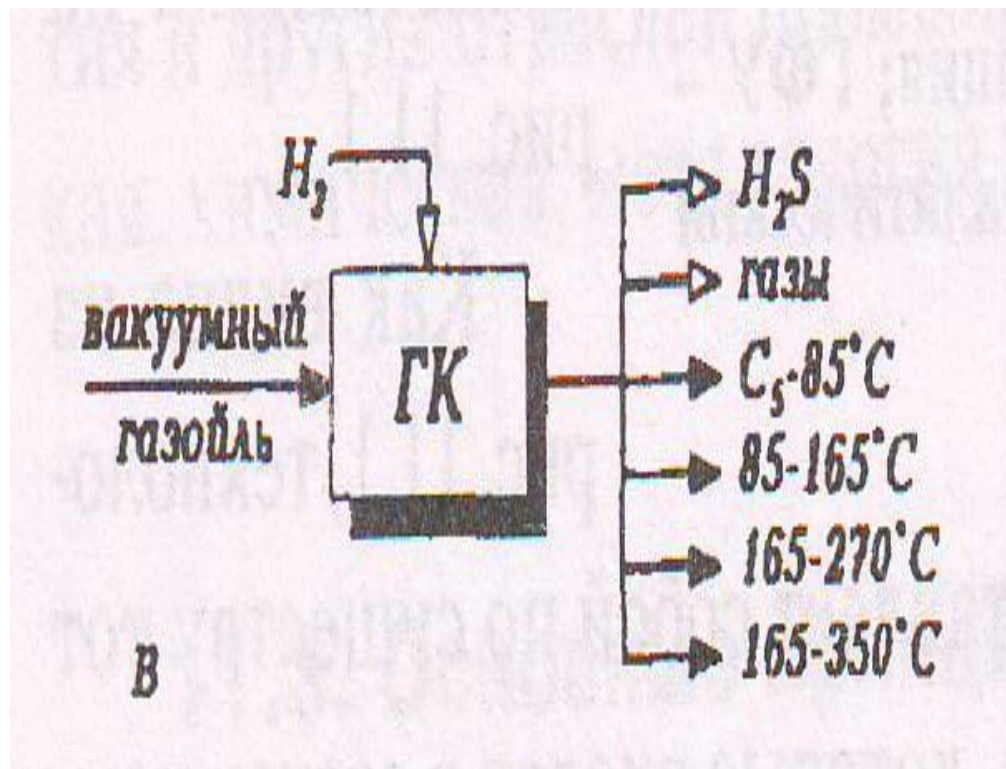 H₂
H₂S
газы
вакуумный
газойль
ГК
C₅-85°C
85-165°C
165-270°C
165-350°C
В